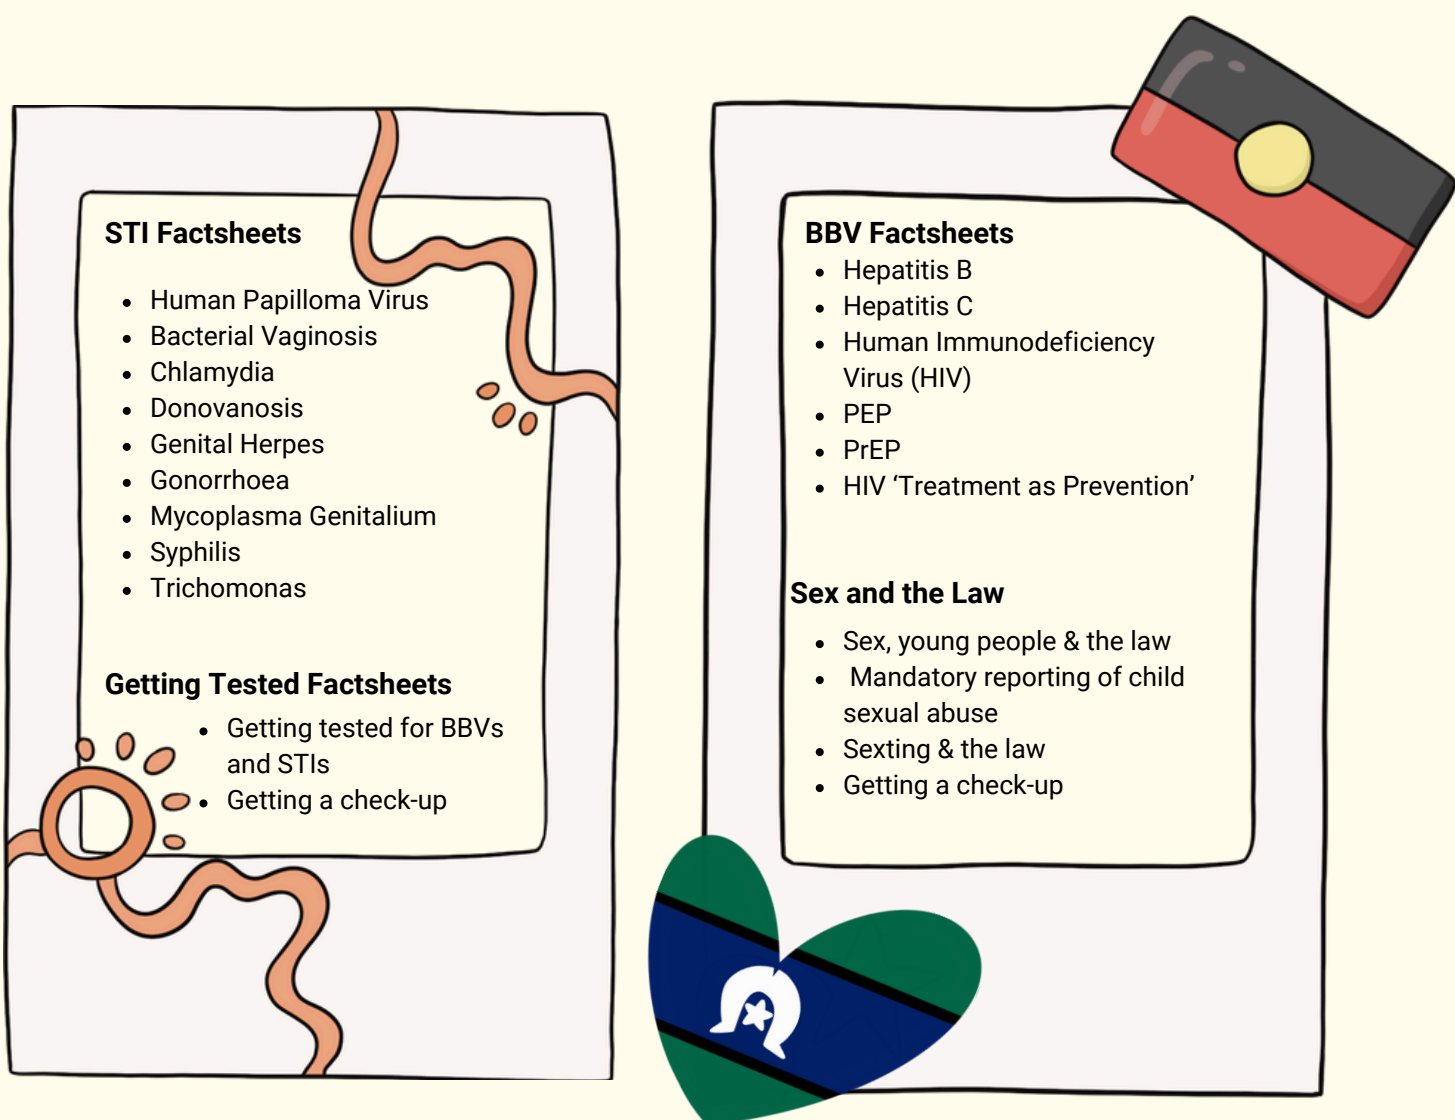 STI Factsheets
• Human Papilloma Virus
• Bacterial Vaginosis
• Chlamydia
• Donovanosis
• Genital Herpes
• Gonorrhoea
• Mycoplasma Genitalium
• Syphilis
• Trichomonas
Getting Tested Factsheets
• Getting tested for BBVs
and STIs
• Getting a check-up
BBV Factsheets
• Hepatitis B
• Hepatitis C
• Human Immunodeficiency
Virus (HIV)
• PEP
• PrEP
• HIV ‘Treatment as Prevention’
Sex and the Law
• Sex, young people & the law
• Mandatory reporting of child
sexual abuse
• Sexting & the law
• Getting a check-up